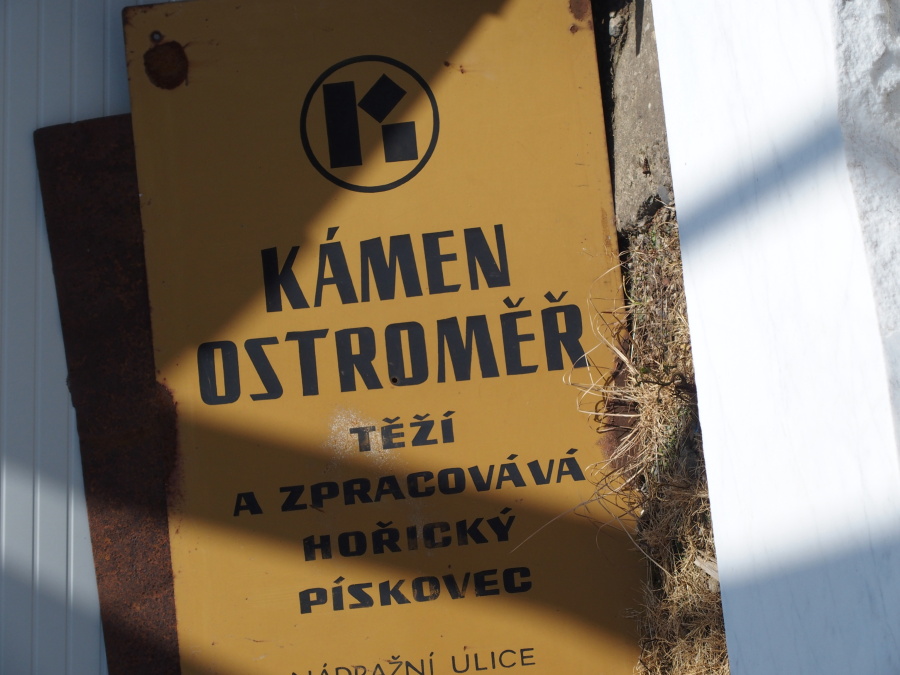 KÁMEN
OSTROMĚŘ
TĚŽÍ
A ZPRACOVÁVÁ
HOŘICKÝ
PÍSKOVEC
NÁDRAŽNÍ ULICE